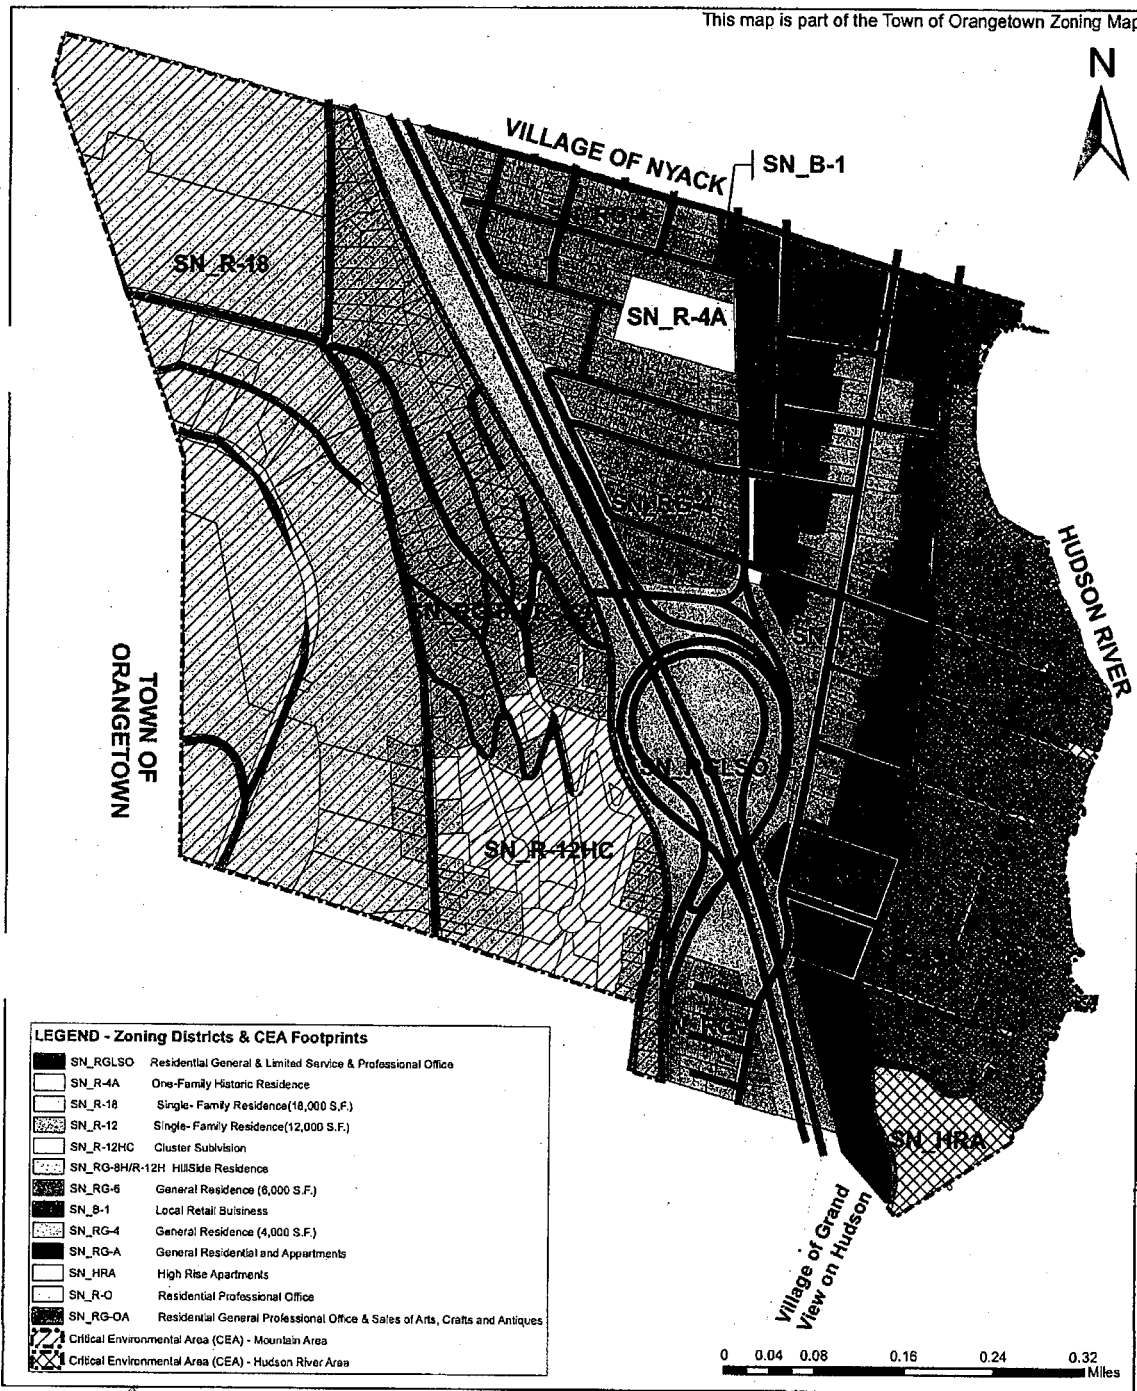 This map is part of the Town of Orangetown Zoning Map
N
VILLAGE OF NYACK
SN_B-1
SN_R-18
SN_R-4A
SN_RG-4
HUDSON RIVER
TOWN OF
ORANGETOWN
SN_RGLSO
SN_R-12HC
SN_HRA
Village of Grand
View on Hudson
LEGEND - Zoning Districts & CEA Footprints
SN_RGLSO Residential General & Limited Service & Professional Office
SN_R-4A One-Family Historic Residence
SN_R-18 Single- Family Residence(18,000 S.F.)
SN_R-12 Single- Family Residence(12,000 S.F.)
SN_R-12HC Cluster Subivision
SN_RG-8H/R-12H HillSide Residence
SN_RG-6 General Residence (6,000 S.F.)
SN_B-1 Local Retail Buisiness
SN_RG-4 General Residence (4,000 S.F.)
SN_RG-A General Residential and Appartments
SN_HRA High Rise Apartments
SN_R-O Residential Professional Office
SN_RG-OA Residential General Professional Office & Sales of Arts, Crafts and Antiques
Critical Environmental Area (CEA) - Mountain Area
Critical Environmental Area (CEA) - Hudson River Area
0 0.04 0.08 0.16 0.24 0.32
Miles